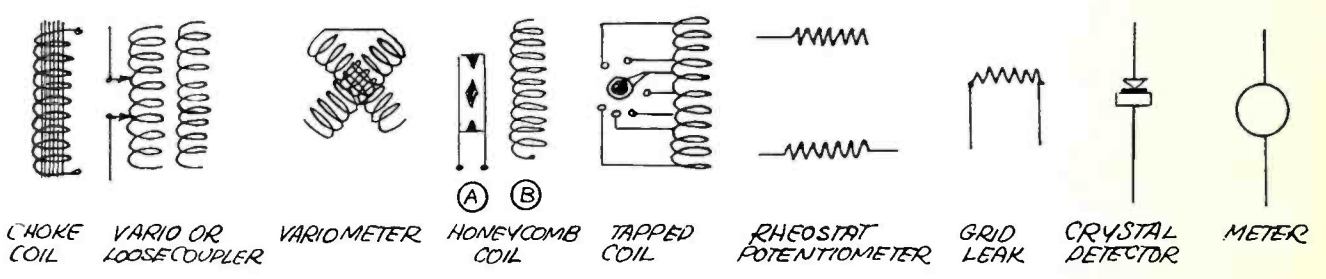 A B
CHOKE COIL
VARIO OR LOOSECOUPLER
VARIOMETER
HONEYCOMB COIL
TAPPED COIL
RHEOSTAT POTENTIOMETER
GRID LEAK
CRYSTAL DETECTOR
METER